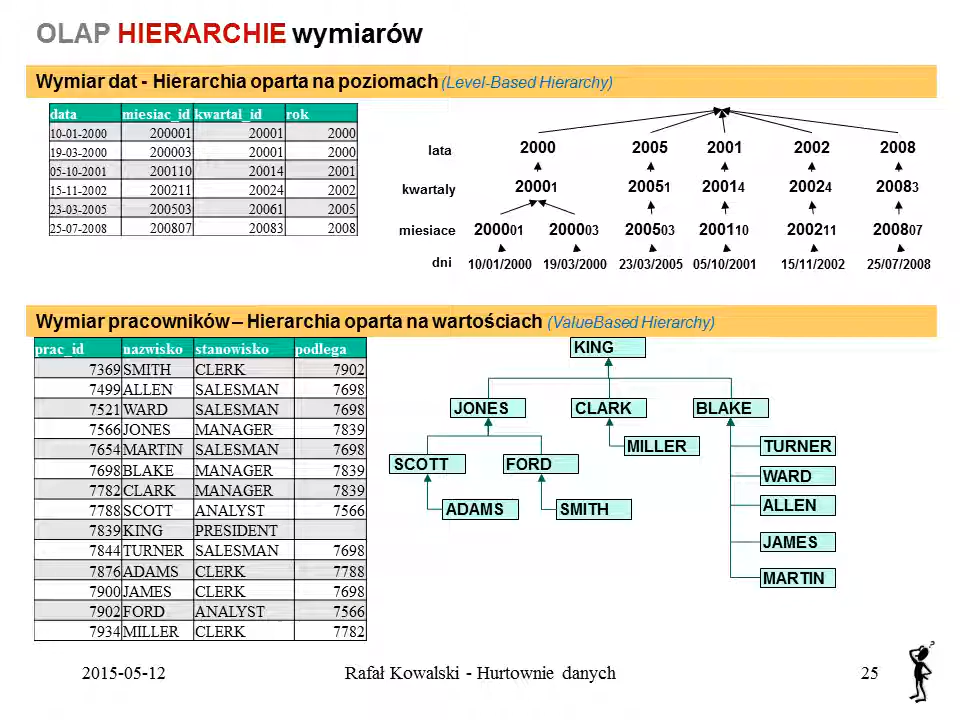 OLAP HIERARCHIE wymiarów
Wymiar dat - Hierarchia oparta na poziomach (Level-Based Hierarchy)
data miesiac_id kwartal_id rok
10-01-2000 200001 20001 2000
19-03-2000 200003 20001 2000
05-10-2001 200110 20014 2001
15-11-2002 200211 20024 2002
23-03-2005 200503 20061 2005
25-07-2008 200807 20083 2008
lata 2000 2005 2001 2002 2008
kwartaly 20001 20051 20014 20024 20083
miesiace 200001 200003 200503 200110 200211 200807
dni 10/01/2000 19/03/2000 23/03/2005 05/10/2001 15/11/2002 25/07/2008
Wymiar pracowników – Hierarchia oparta na wartościach (ValueBased Hierarchy)
prac_id nazwisko stanowisko podlega
7369 SMITH CLERK 7902
7499 ALLEN SALESMAN 7698
7521 WARD SALESMAN 7698
7566 JONES MANAGER 7839
7654 MARTIN SALESMAN 7698
7698 BLAKE MANAGER 7839
7782 CLARK MANAGER 7839
7788 SCOTT ANALYST 7566
7839 KING PRESIDENT
7844 TURNER SALESMAN 7698
7876 ADAMS CLERK 7788
7900 JAMES CLERK 7698
7902 FORD ANALYST 7566
7934 MILLER CLERK 7782
KING
JONES CLARK BLAKE
MILLER TURNER
SCOTT FORD
WARD
ADAMS SMITH ALLEN
JAMES
MARTIN
2015-05-12 Rafał Kowalski - Hurtownie danych 25